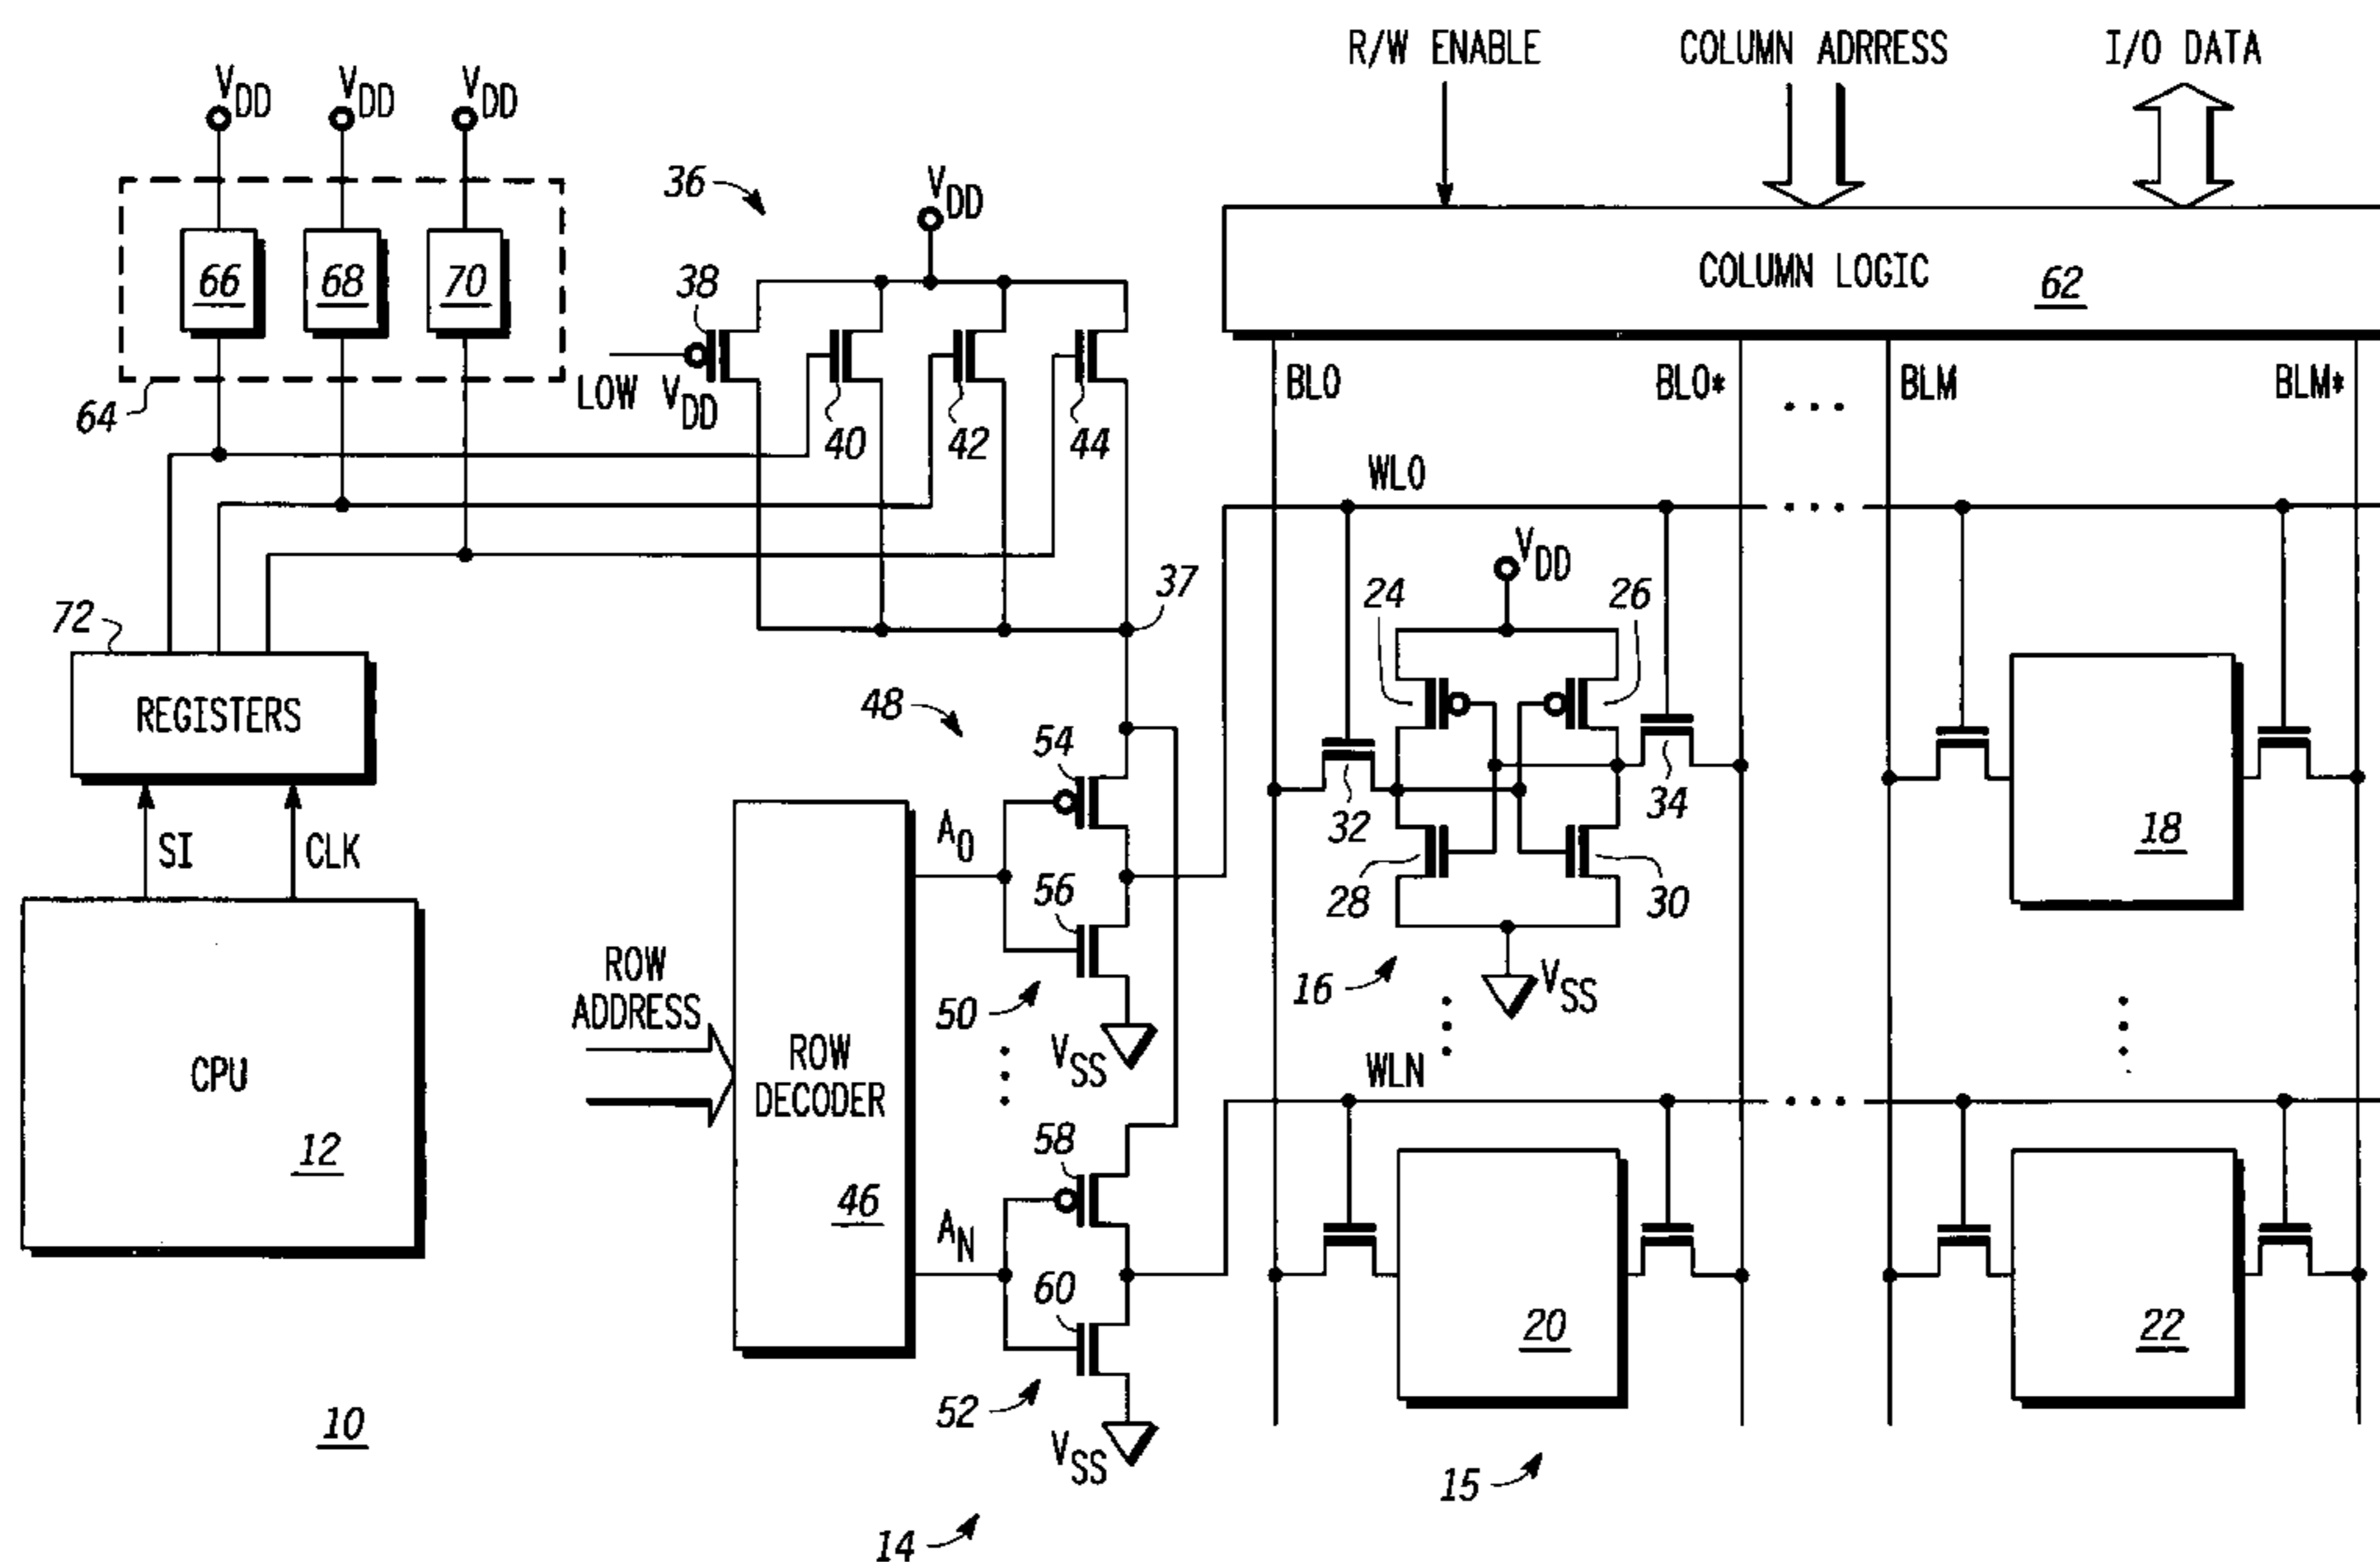 R/W ENABLE
COLUMN ADRRESS
I/O DATA
VDD
VDD
VDD
36
VDD
66
68
70
38
COLUMN LOGIC
62
64
LOW VDD
40
42
44
BL0
BL0*
BLM
BLM*
WL0
37
VDD
24
26
72
REGISTERS
48
54
SI
CLK
A0
32
34
18
56
28
30
50
VSS
16
VSS
CPU
12
ROW
ADDRESS
ROW
DECODER
46
WLN
58
AN
60
20
22
52
VSS
10
15
14